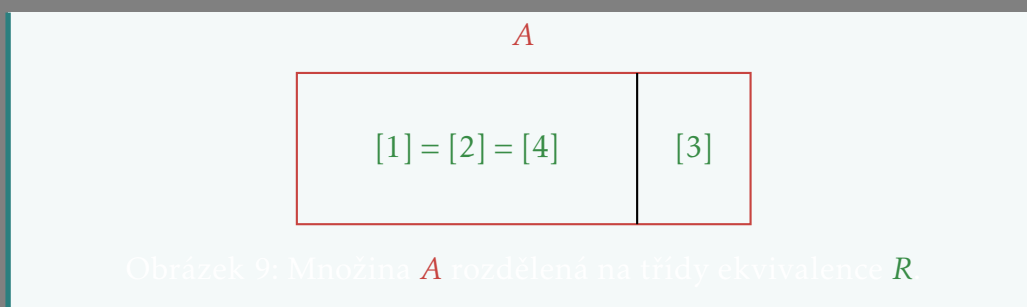 A
[1] = [2] = [4] [3]
Obrázek 9: Množina A rozdělená na třídy ekvivalence R.